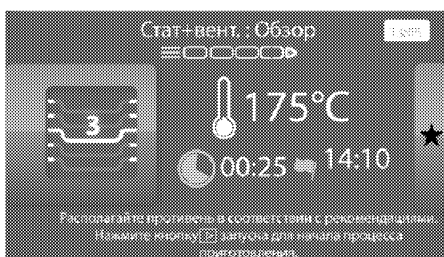 Стат+вент. : Обзор
3
175°C
00:25 14:10
Располагайте противень в соответствии с рекомендациями.
Нажмите кнопку запуска для начала процесса
приготовления.